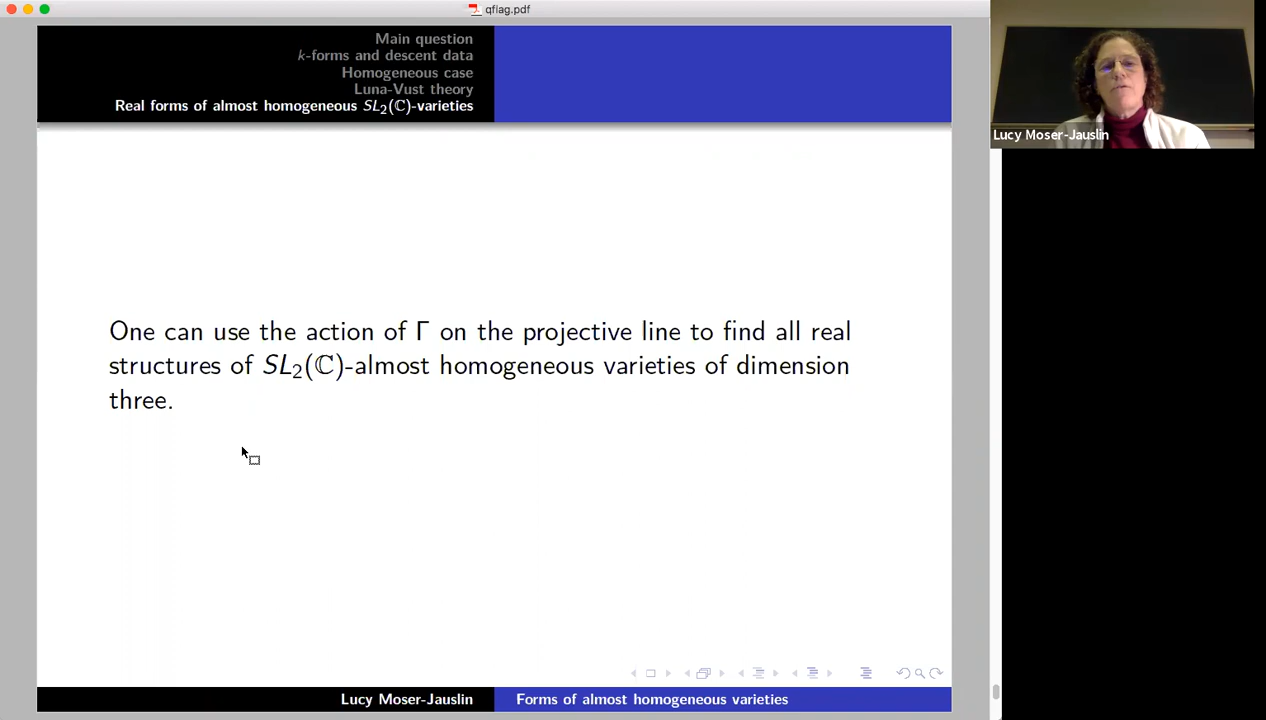 qflag.pdf
Main question
k-forms and descent data
Homogeneous case
Luna-Vust theory
Real forms of almost homogeneous SL₂(ℂ)-varieties
Lucy Moser-Jauslin
One can use the action of Γ on the projective line to find all real
structures of SL₂(ℂ)-almost homogeneous varieties of dimension
three.
Lucy Moser-Jauslin
Forms of almost homogeneous varieties